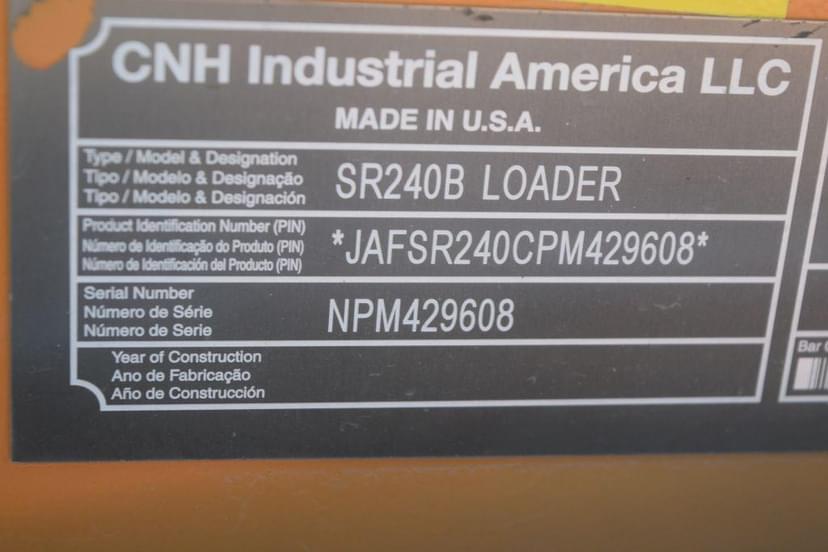 CNH Industrial America LLC
MADE IN U.S.A.
Type / Model & Designation
Tipo / Modelo & Designação
Tipo / Modelo & Designación
SR240B LOADER
Product Identification Number (PIN)
Número de Identificação do Produto (PIN)
Número de Identificación del Producto (PIN)
*JAFSR240CPM429608*
Serial Number
Número de Série
Número de Serie
NPM429608
Year of Construction
Ano de Fabricação
Año de Construcción
Bar